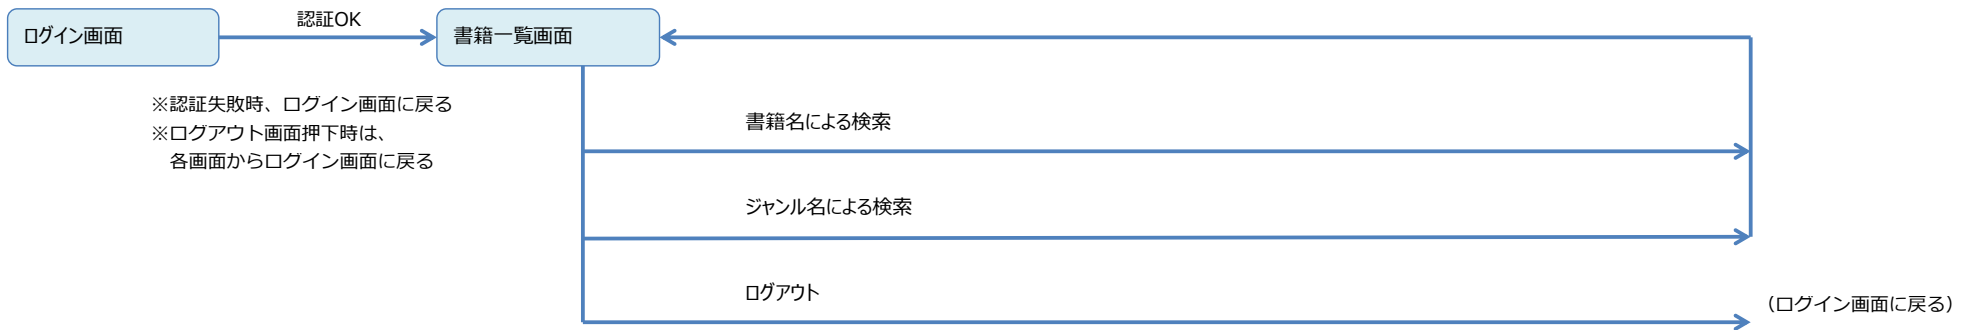 ログイン画面
認証OK
書籍一覧画面
※認証失敗時、ログイン画面に戻る
※ログアウト画面押下時は、
各画面からログイン画面に戻る
書籍名による検索
ジャンル名による検索
ログアウト
（ログイン画面に戻る）